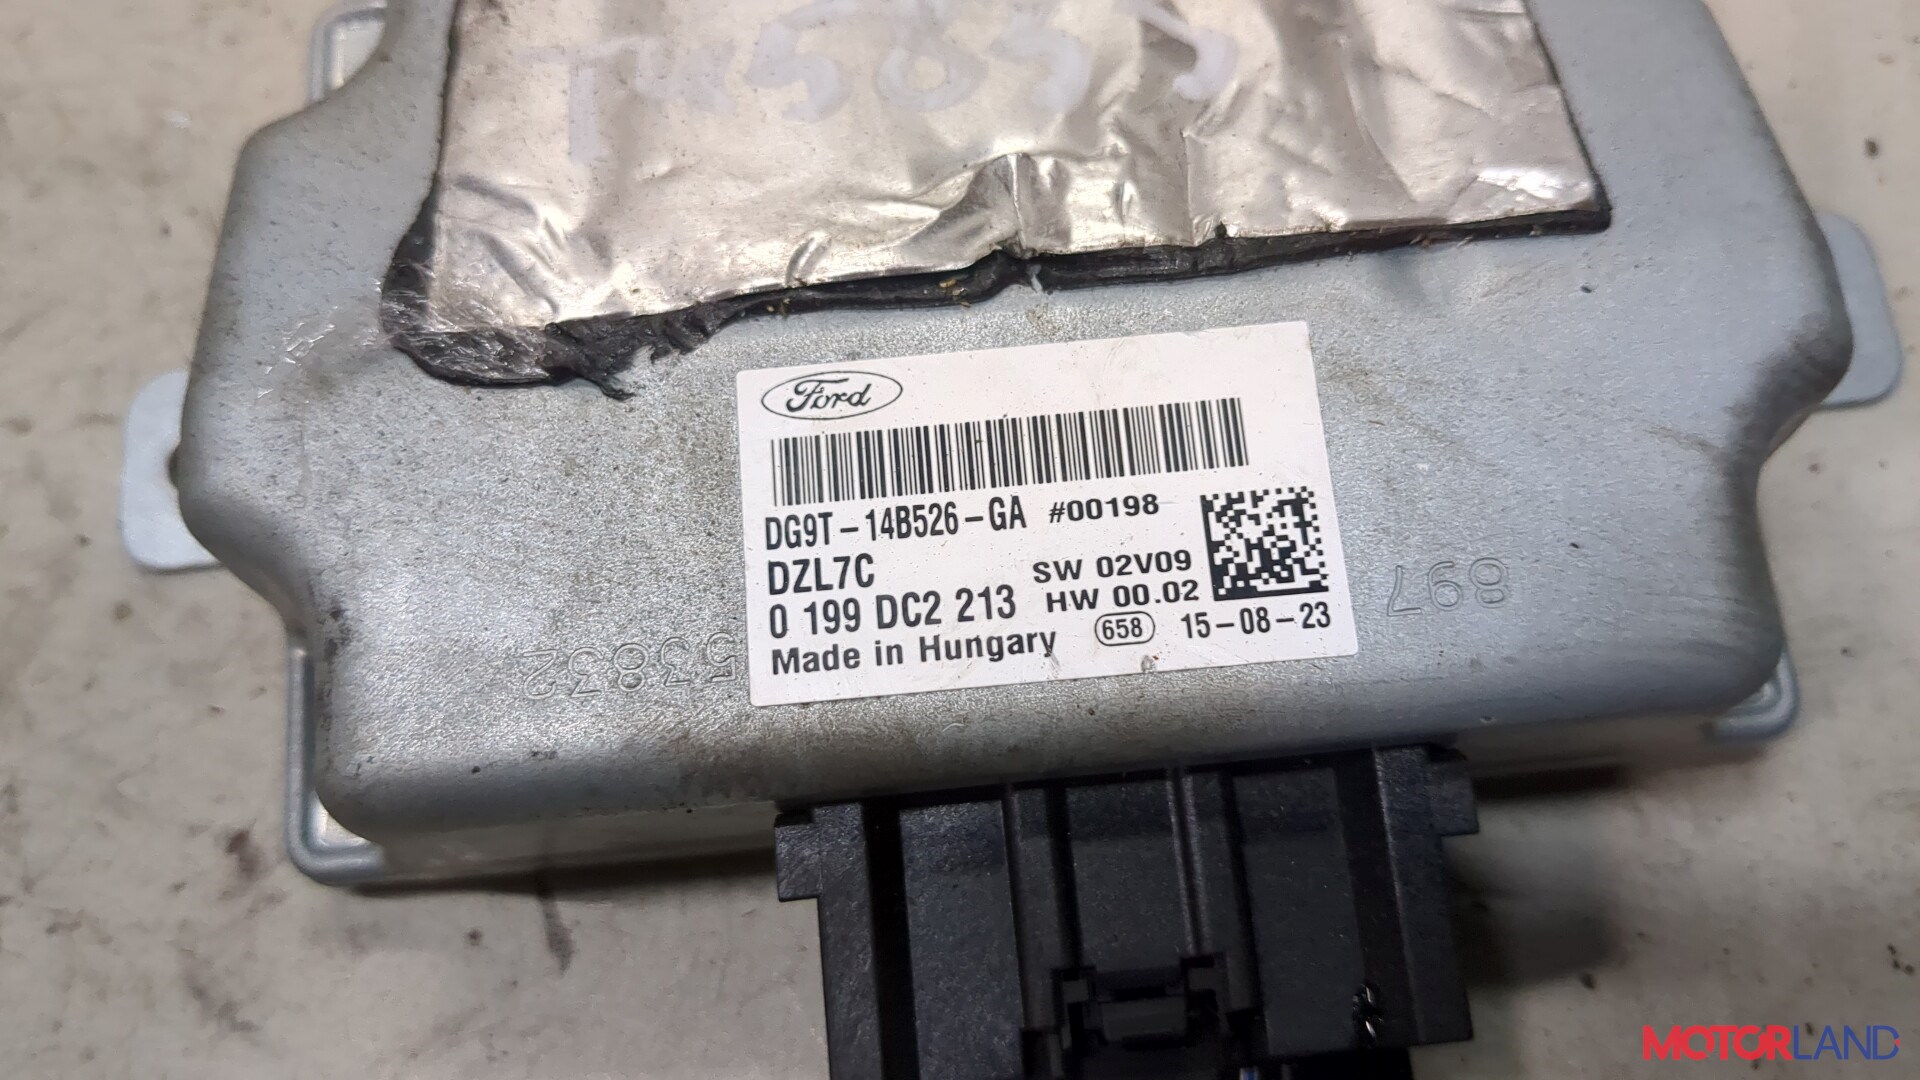 Ford
DG9T-14B526-GA #00198
DZL7C SW 02V09
0 199 DC2 213 HW 00.02
Made in Hungary 658 15-08-23
53832
897
MOTORLAND